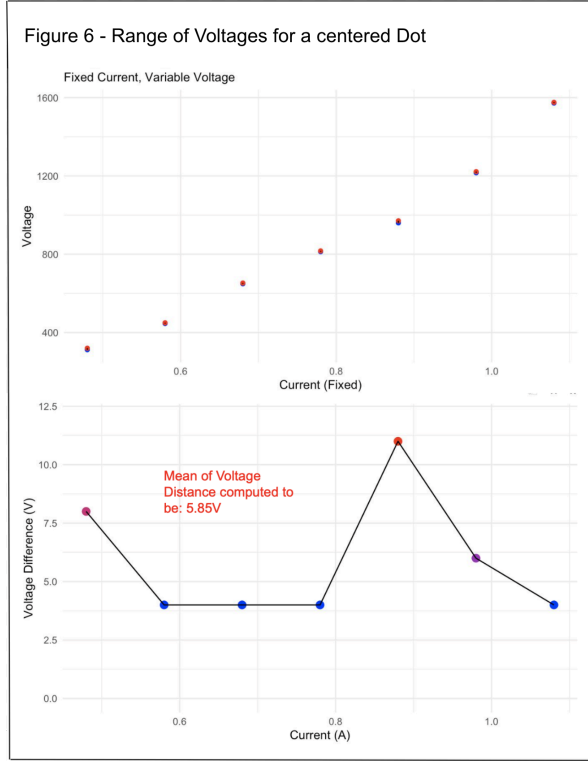 Figure 6 - Range of Voltages for a centered Dot
Fixed Current, Variable Voltage
1600
1200
800
400
Voltage
0.6
0.8
1.0
Current (Fixed)
12.5
10.0
7.5
5.0
2.5
0.0
Voltage Difference (V)
Mean of Voltage
Distance computed to
be: 5.85V
0.6
0.8
1.0
Current (A)